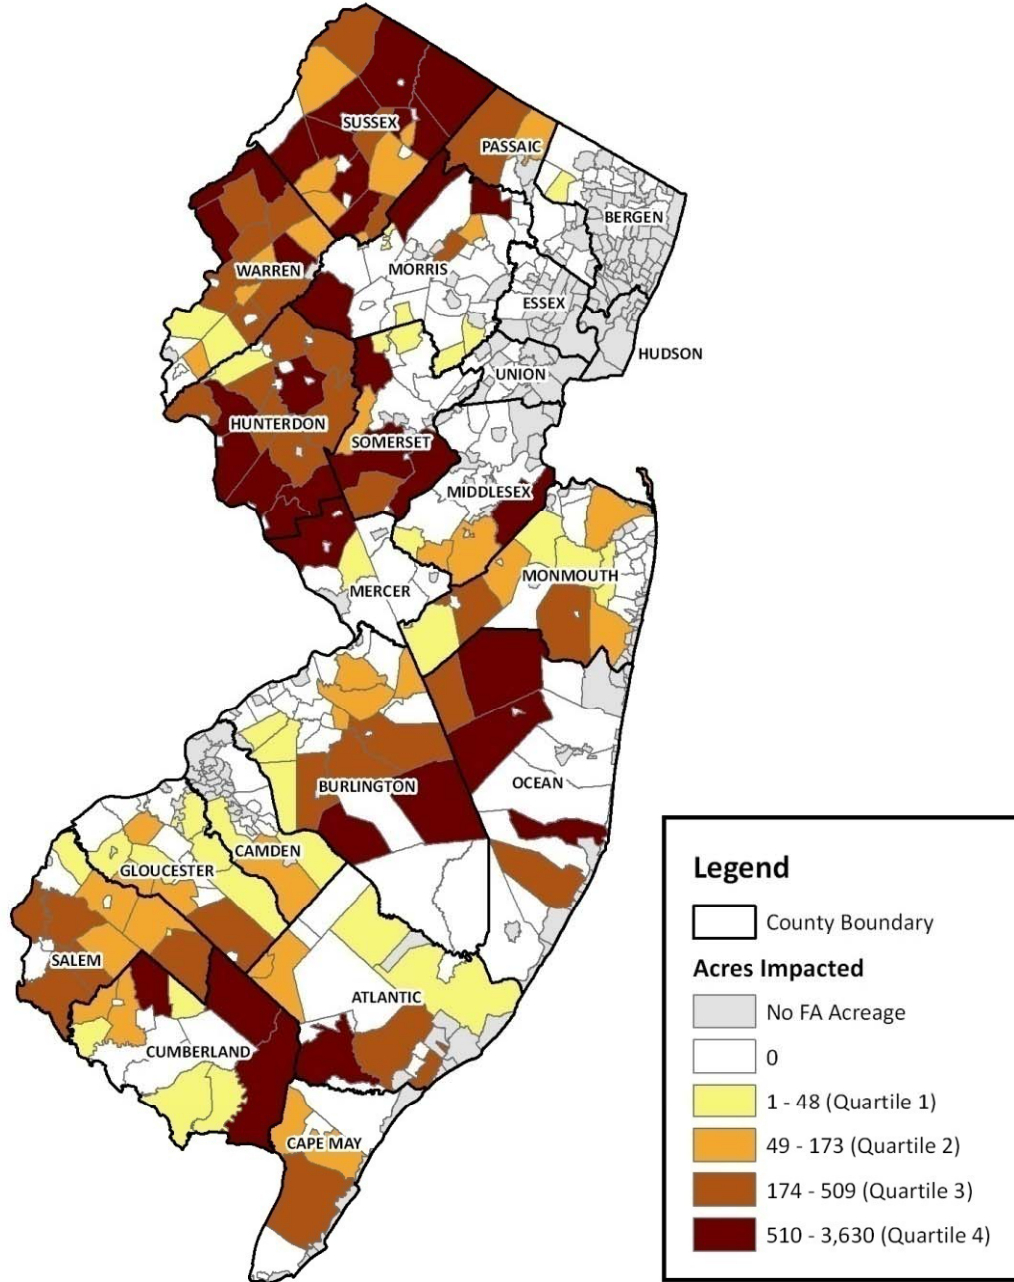 SUSSEX
PASSAIC
BERGEN
WARREN
MORRIS
ESSEX
HUDSON
UNION
HUNTERDON
SOMERSET
MIDDLESEX
MONMOUTH
MERCER
OCEAN
BURLINGTON
CAMDEN
GLOUCESTER
SALEM
ATLANTIC
CUMBERLAND
CAPE MAY
Legend
County Boundary
Acres Impacted
No FA Acreage
0
1 - 48 (Quartile 1)
49 - 173 (Quartile 2)
174 - 509 (Quartile 3)
510 - 3,630 (Quartile 4)